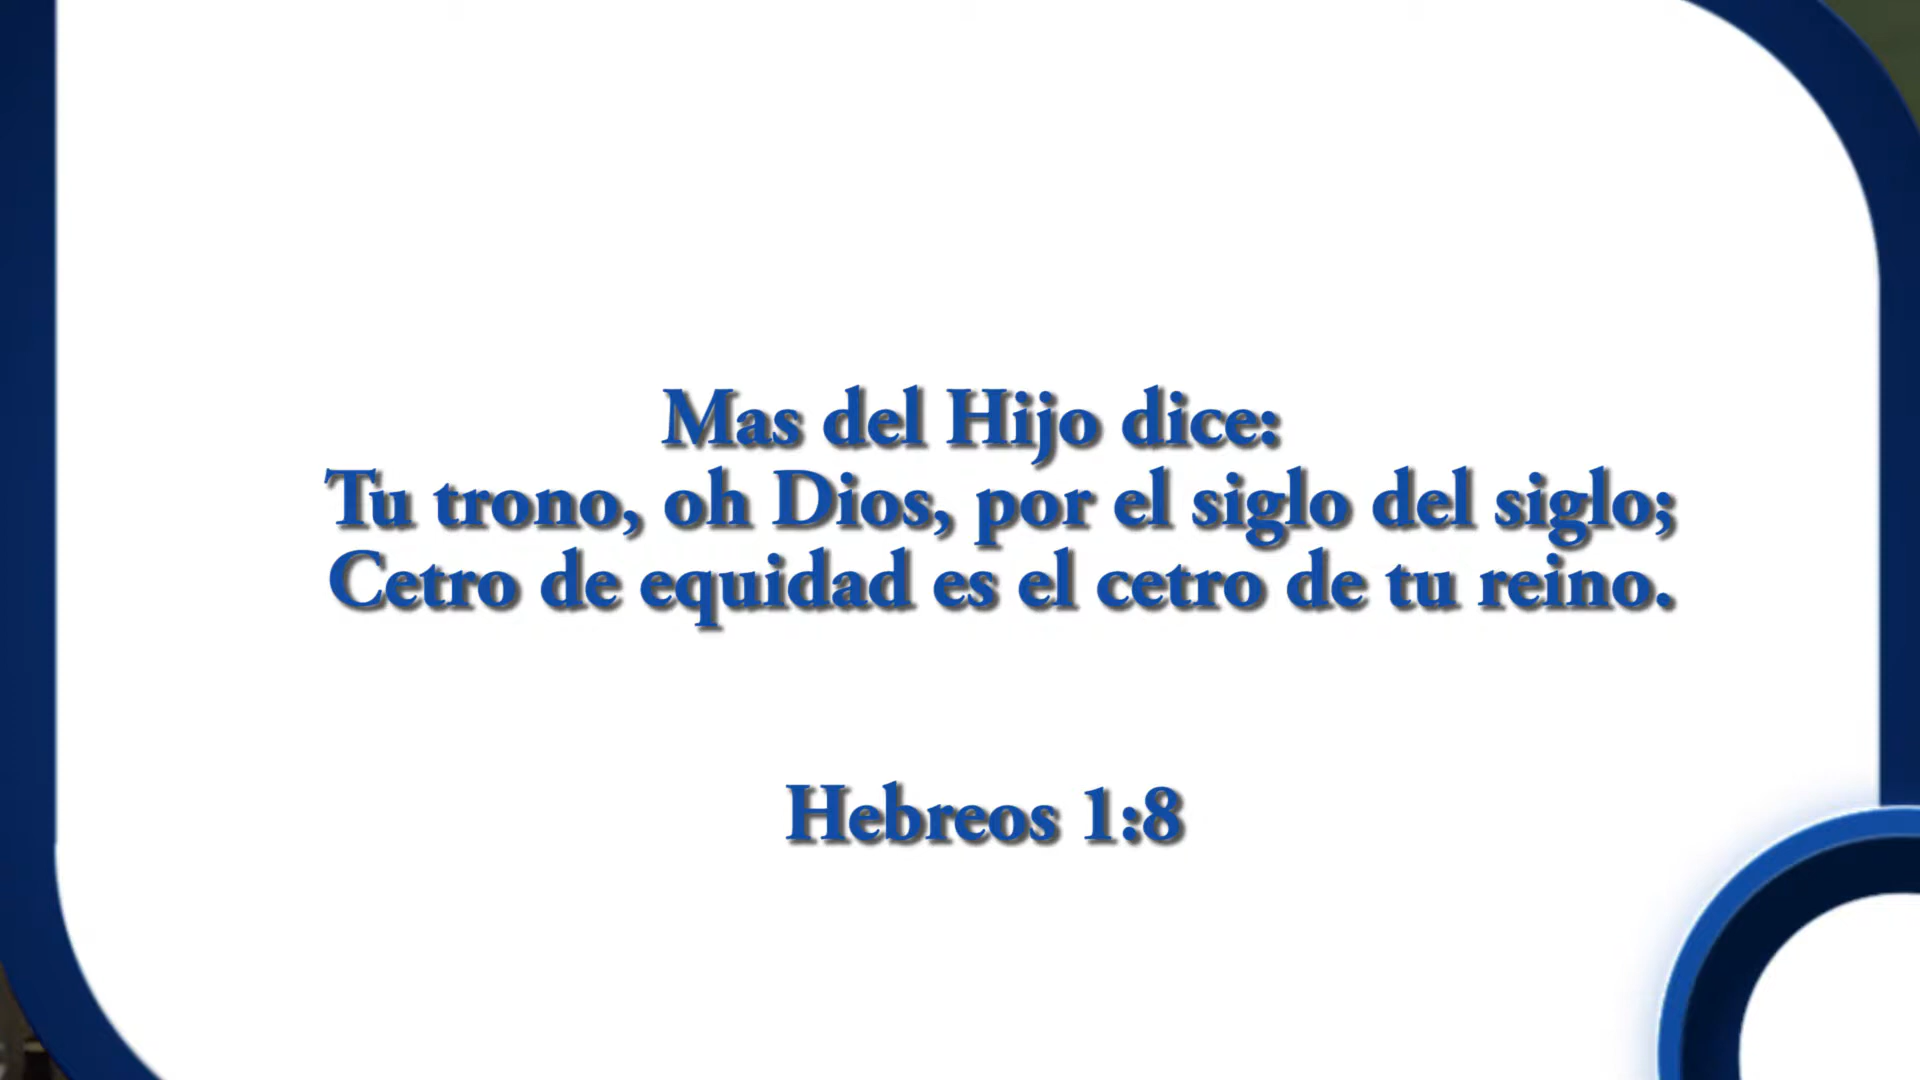 Mas del Hijo dice:
Tu trono, oh Dios, por el siglo del siglo;
Cetro de equidad es el cetro de tu reino.
Hebreos 1:8